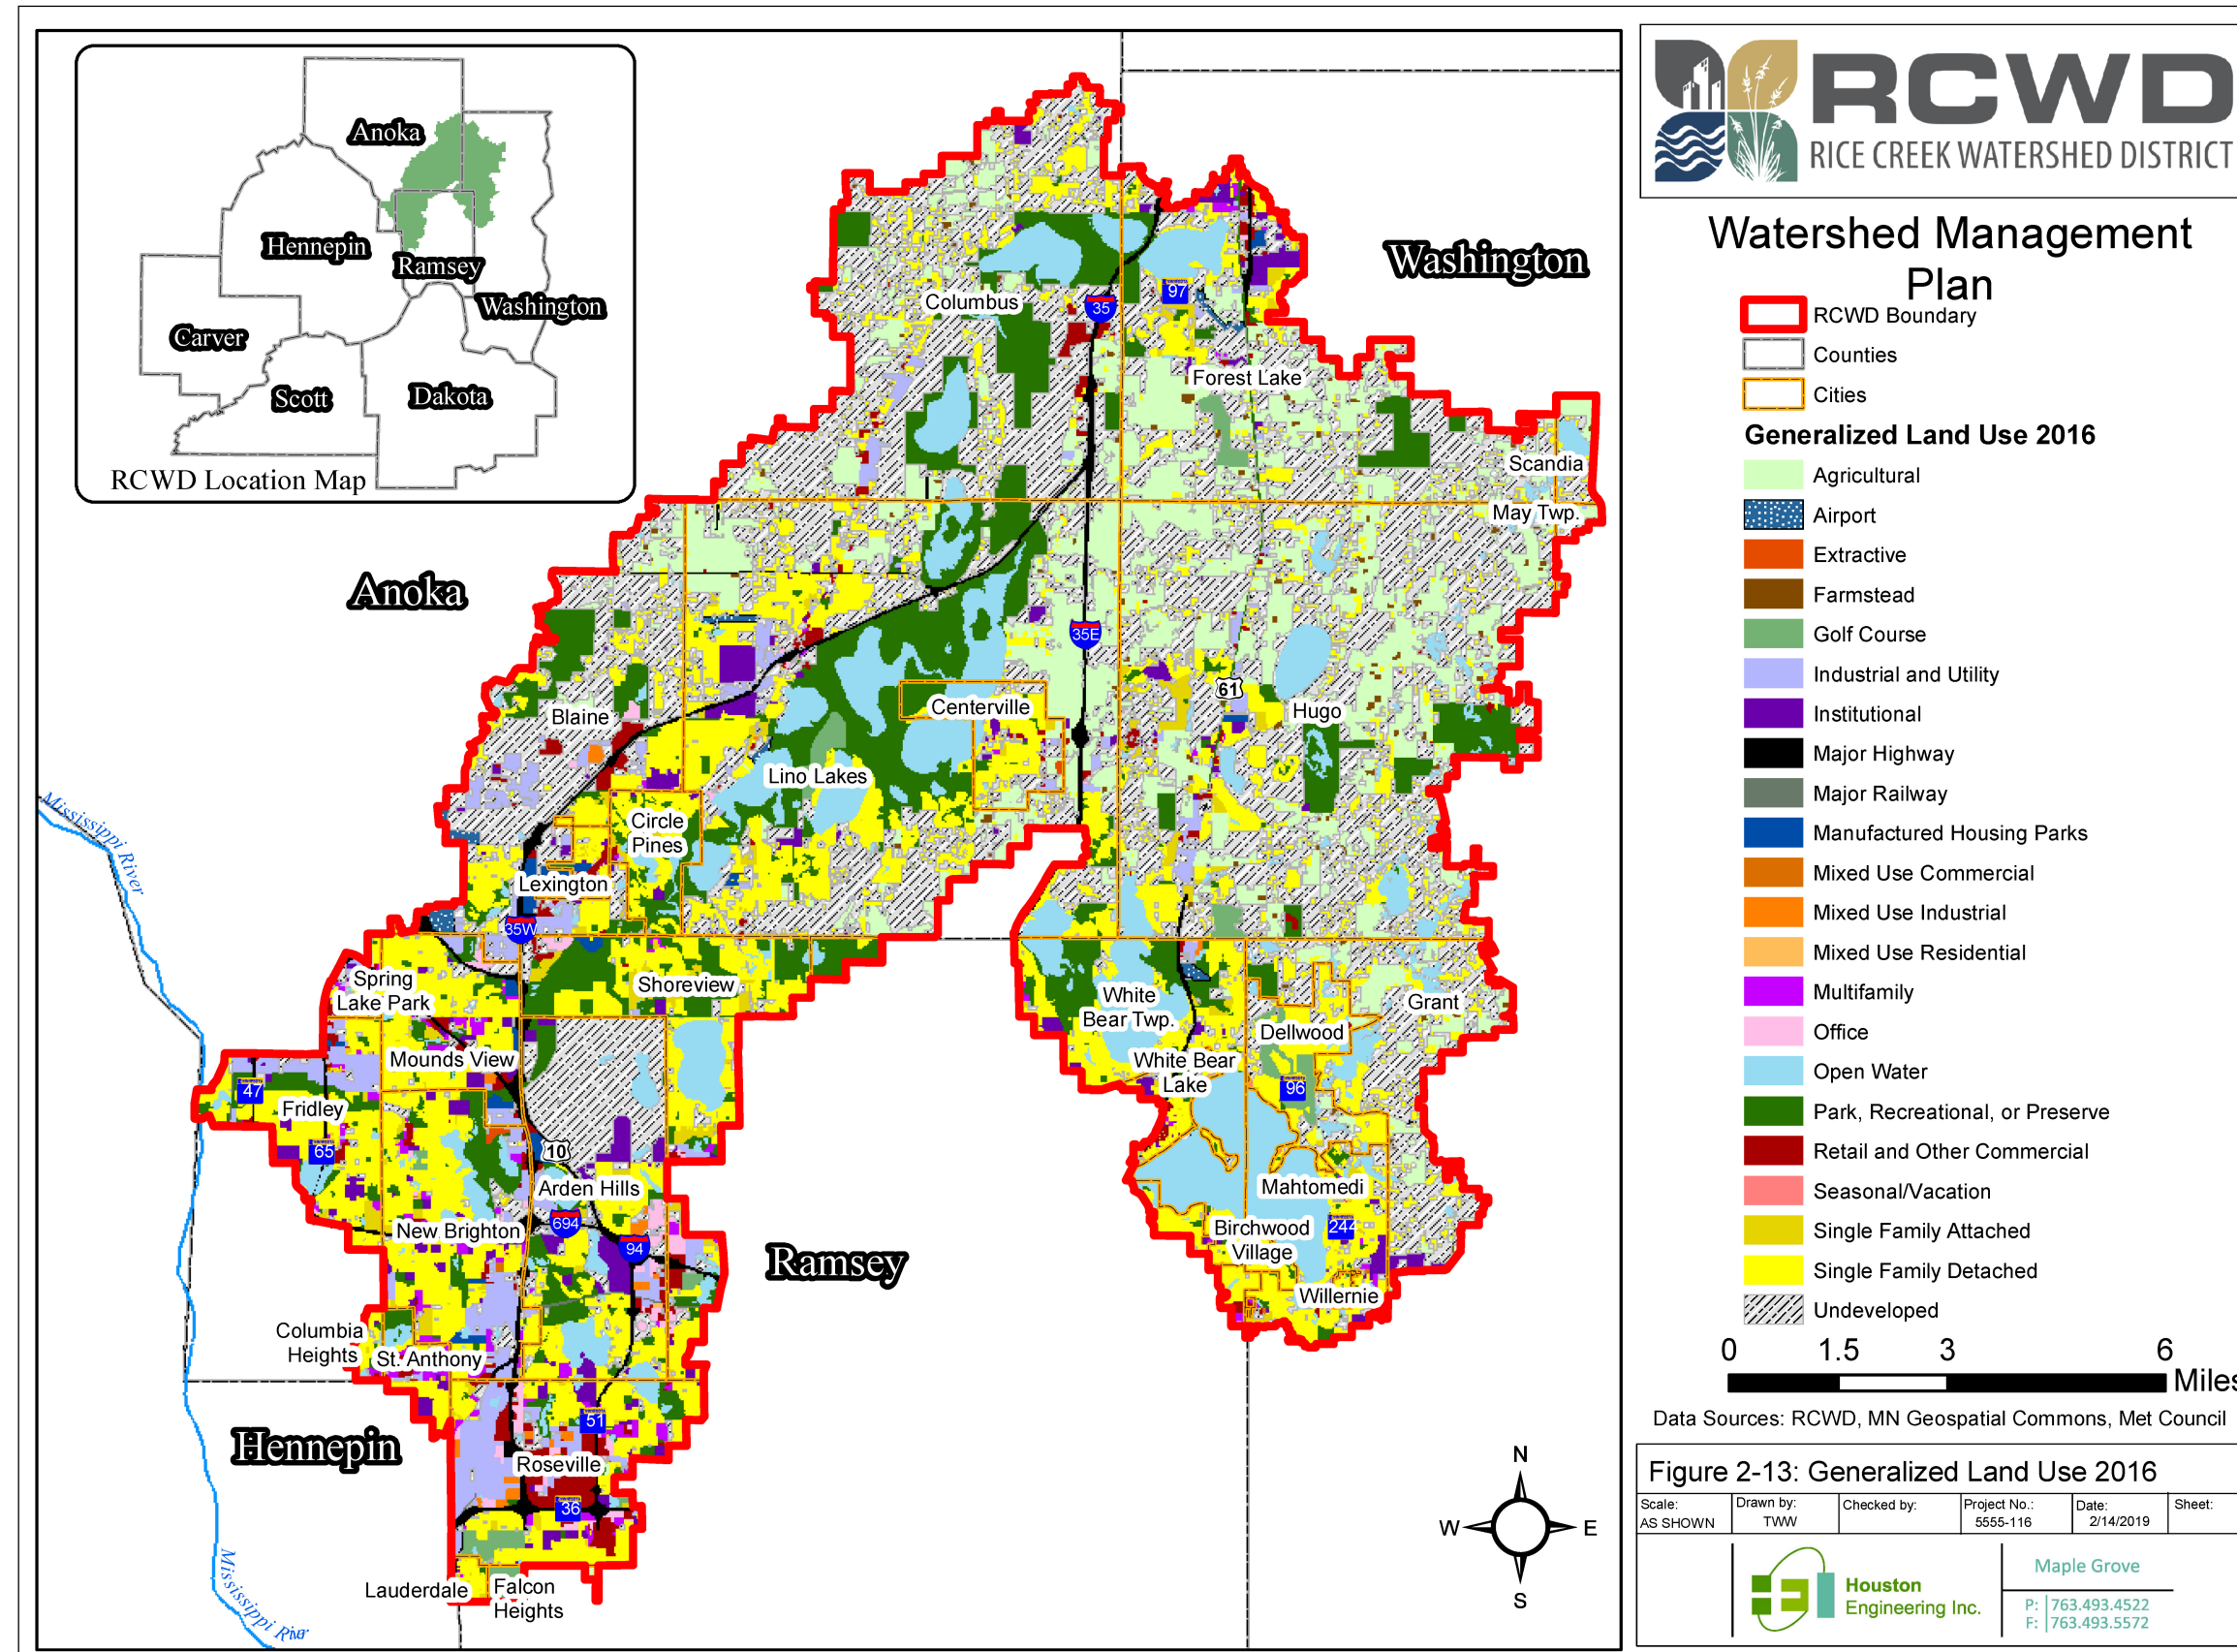 Anoka
Hennepin
Ramsey
Washington
Carver
Scott
Dakota
RCWD Location Map
Washington
Columbus
35
97
Forest Lake
Scandia
May Twp.
Anoka
35E
61
Blaine
Centerville
Hugo
Lino Lakes
Circle
Pines
Mississippi River
Lexington
35W
Spring
Lake Park
Shoreview
White
Bear Twp.
Grant
Dellwood
Mounds View
White Bear
Lake
47
96
Fridley
65
10
Arden Hills
Mahtomedi
New Brighton
694
94
Birchwood
Village
244
Ramsey
Willernie
Columbia
Heights
St. Anthony
Hennepin
51
Roseville
36
Lauderdale
Falcon
Heights
Mississippi River
N
W
E
S
RCWD
RICE CREEK WATERSHED DISTRICT
Watershed Management
Plan
RCWD Boundary
Counties
Cities
Generalized Land Use 2016
Agricultural
Airport
Extractive
Farmstead
Golf Course
Industrial and Utility
Institutional
Major Highway
Major Railway
Manufactured Housing Parks
Mixed Use Commercial
Mixed Use Industrial
Mixed Use Residential
Multifamily
Office
Open Water
Park, Recreational, or Preserve
Retail and Other Commercial
Seasonal/Vacation
Single Family Attached
Single Family Detached
Undeveloped
0 1.5 3 6
Miles
Data Sources: RCWD, MN Geospatial Commons, Met Council
Figure 2-13: Generalized Land Use 2016
Scale:
AS SHOWN
Drawn by:
TWW
Checked by:
Project No.:
5555-116
Date:
2/14/2019
Sheet:
Houston
Engineering Inc.
Maple Grove
P: 763.493.4522
F: 763.493.5572